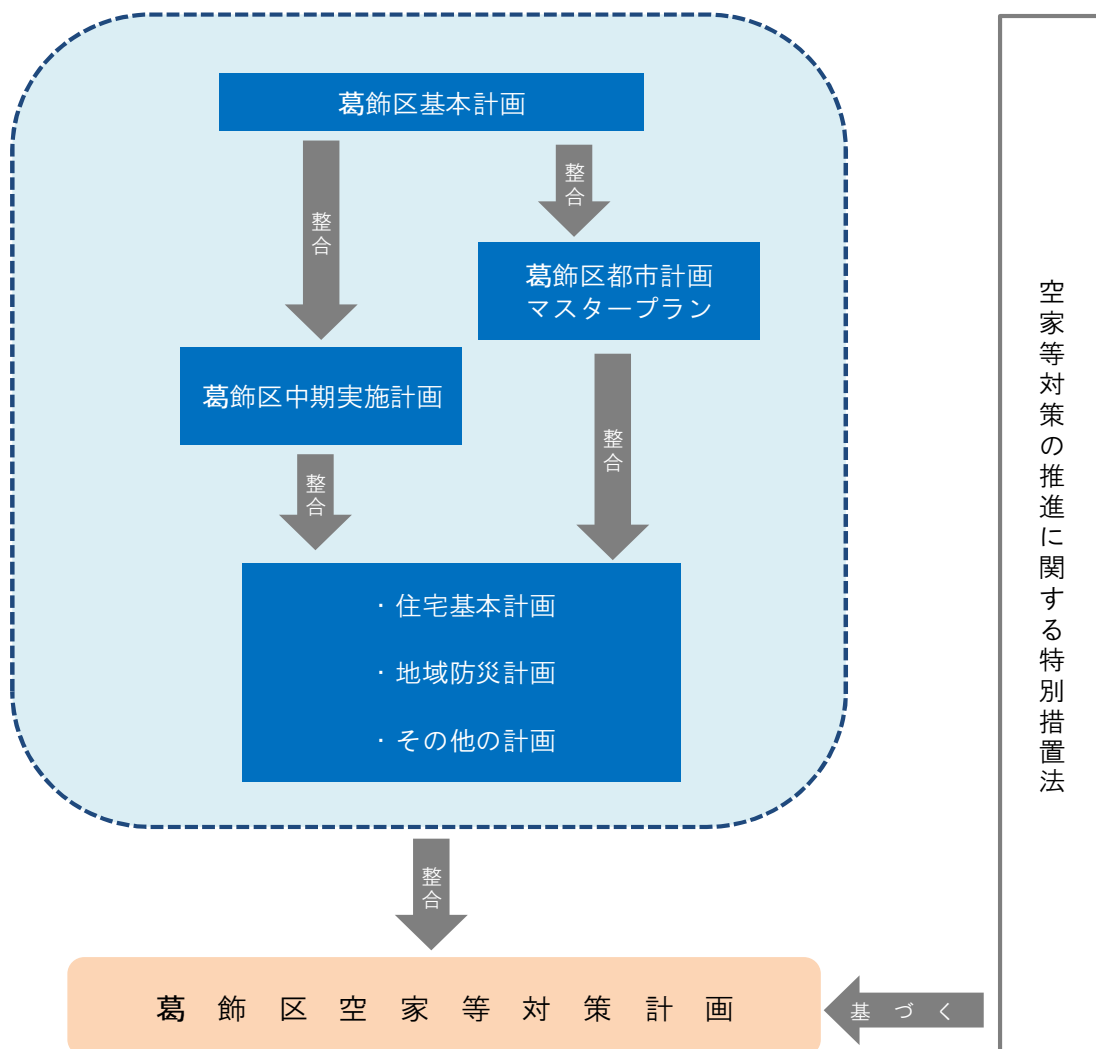 葛飾区基本計画
整合
整合
葛飾区都市計画
マスタープラン
葛飾区中期実施計画
整合
整合
・住宅基本計画
・地域防災計画
・その他の計画
整合
葛飾区空家等対策計画
基づく
空家等対策の推進に関する特別措置法